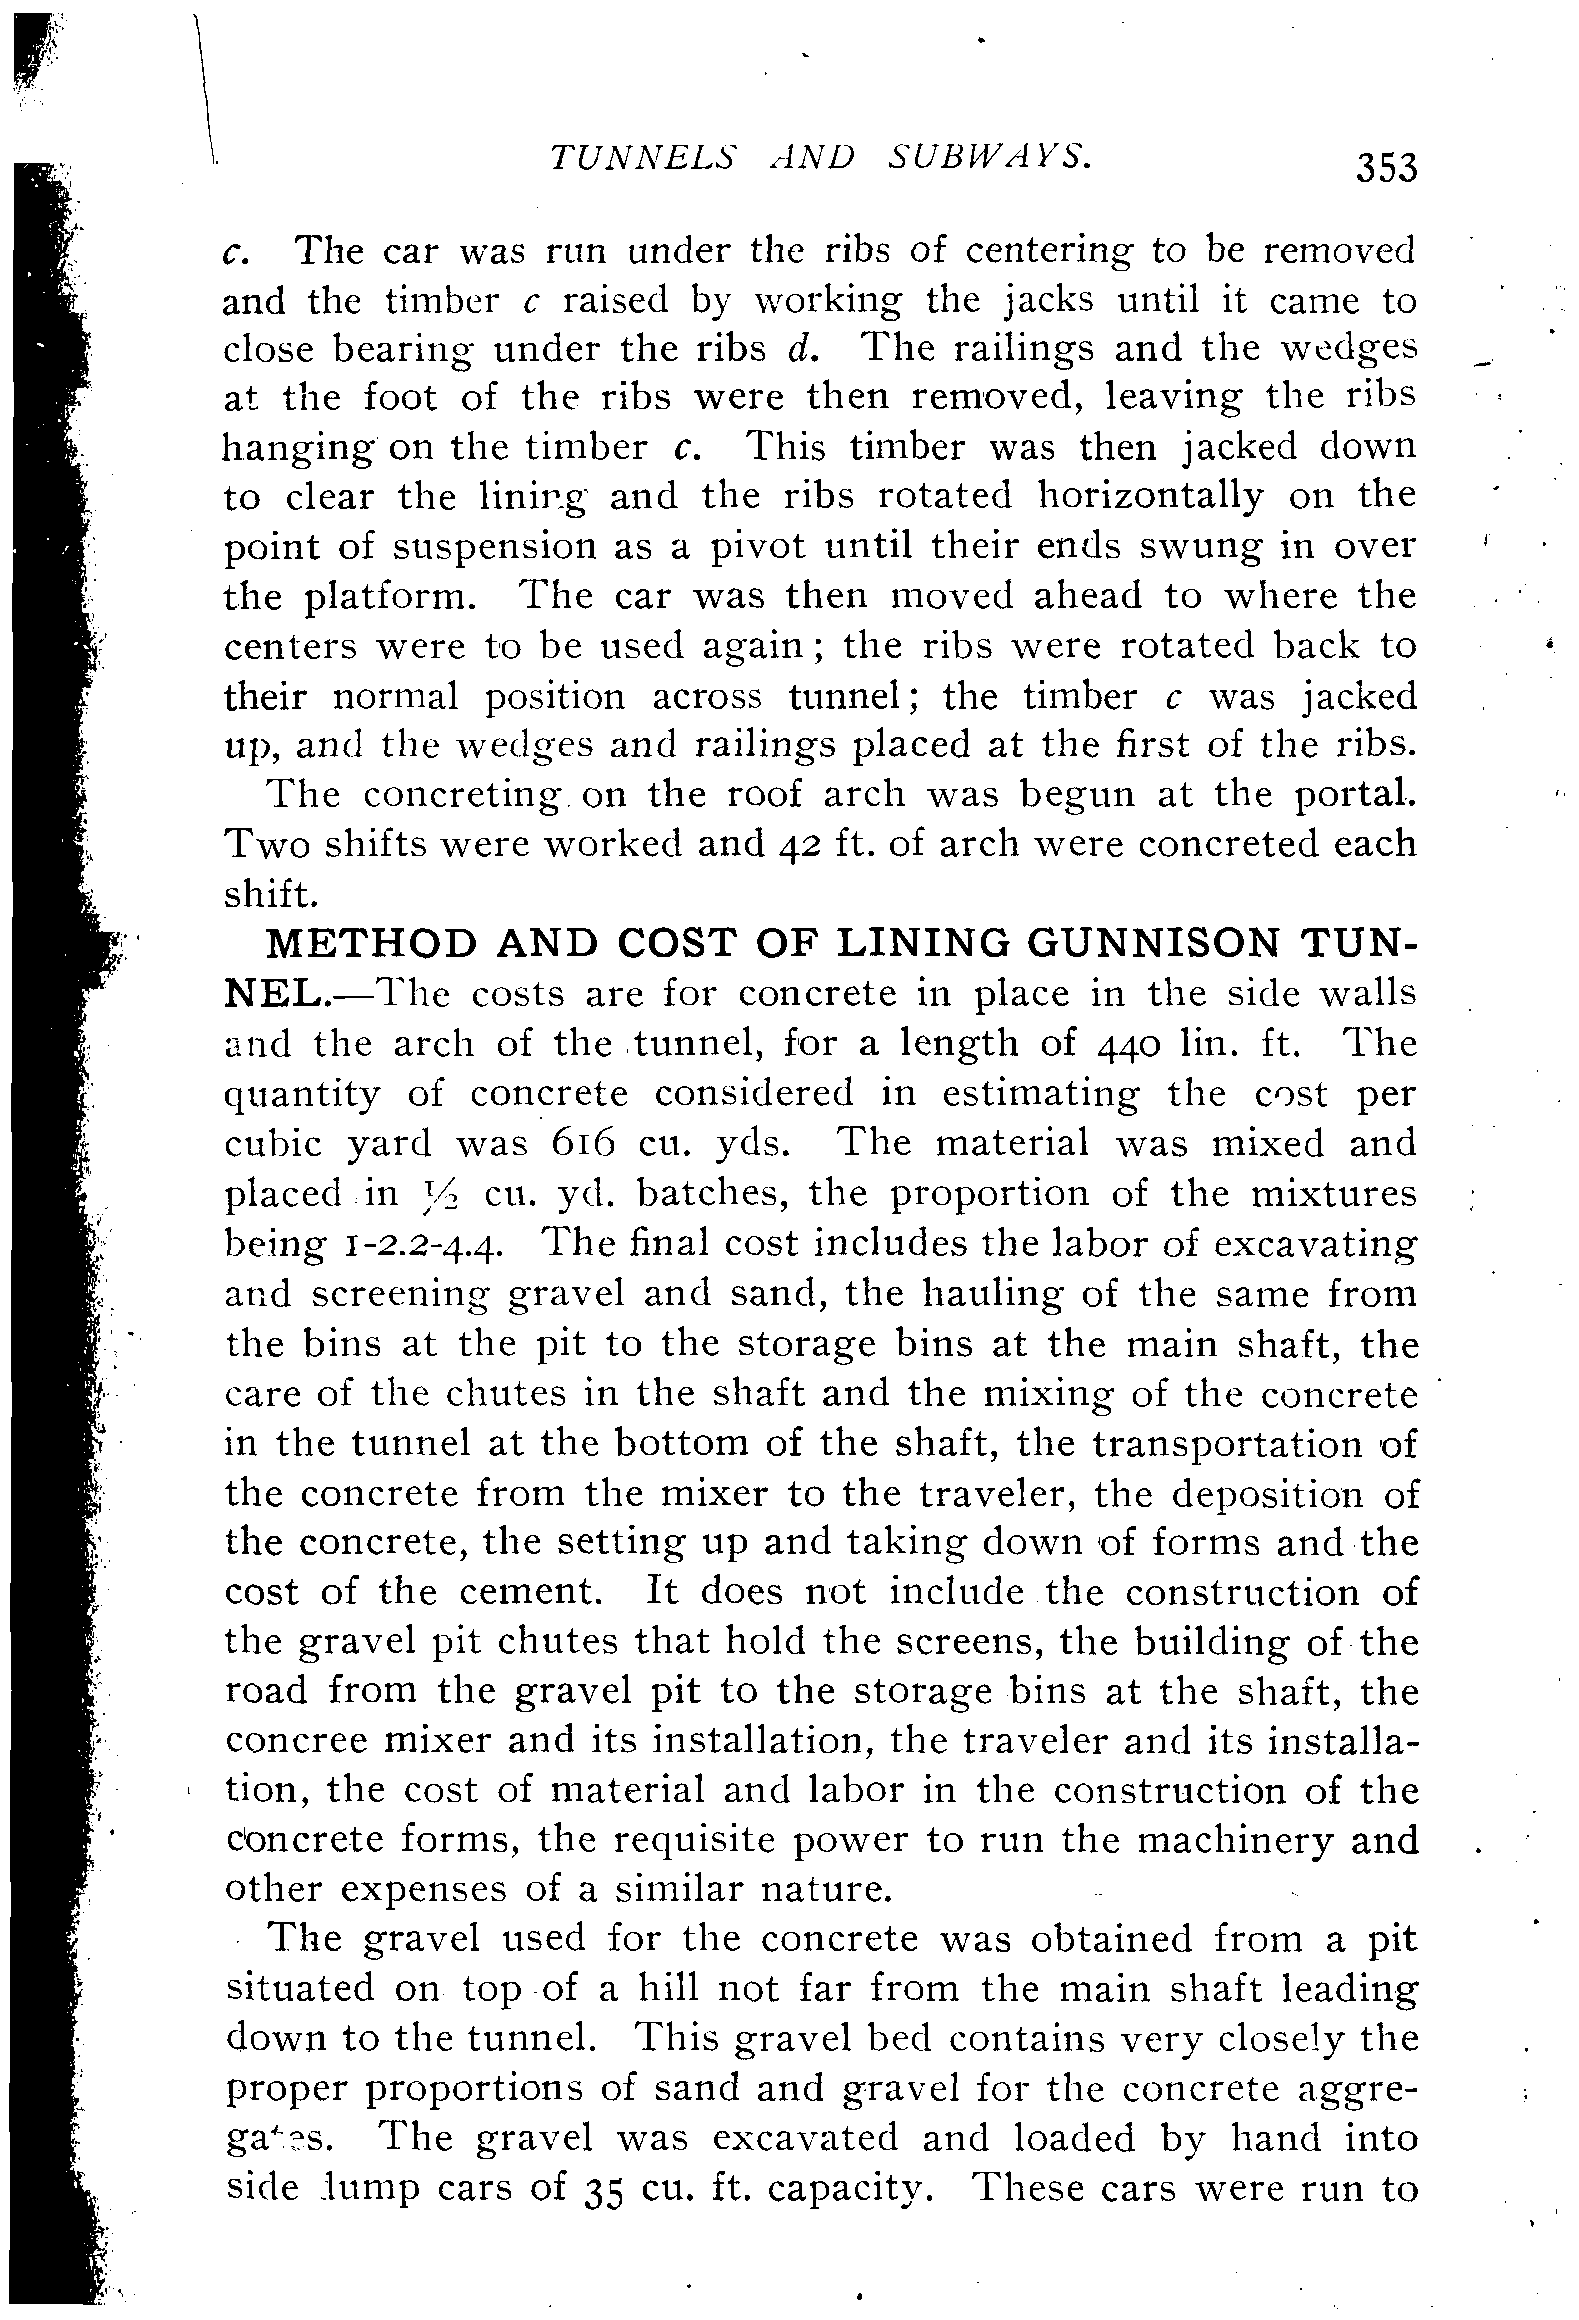 TUNNELS AND SUBWAYS. 353
c. The car was run under the ribs of centering to be removed
and the timber c raised by working the jacks until it came to
close bearing under the ribs d. The railings and the wedges
at the foot of the ribs were then removed, leaving the ribs
hanging on the timber c. This timber was then jacked down
to clear the lining and the ribs rotated horizontally on the
point of suspension as a pivot until their ends swung in over
the platform. The car was then moved ahead to where the
centers were to be used again; the ribs were rotated back to
their normal position across tunnel; the timber c was jacked
up, and the wedges and railings placed at the first of the ribs.
The concreting on the roof arch was begun at the portal.
Two shifts were worked and 42 ft. of arch were concreted each
shift.
METHOD AND COST OF LINING GUNNISON TUN-
NEL.—The costs are for concrete in place in the side walls
and the arch of the tunnel, for a length of 440 lin. ft. The
quantity of concrete considered in estimating the cost per
cubic yard was 616 cu. yds. The material was mixed and
placed in ½ cu. yd. batches, the proportion of the mixtures
being 1-2.2-4.4. The final cost includes the labor of excavating
and screening gravel and sand, the hauling of the same from
the bins at the pit to the storage bins at the main shaft, the
care of the chutes in the shaft and the mixing of the concrete
in the tunnel at the bottom of the shaft, the transportation of
the concrete from the mixer to the traveler, the deposition of
the concrete, the setting up and taking down of forms and the
cost of the cement. It does not include the construction of
the gravel pit chutes that hold the screens, the building of the
road from the gravel pit to the storage bins at the shaft, the
concree mixer and its installation, the traveler and its installa-
tion, the cost of material and labor in the construction of the
concrete forms, the requisite power to run the machinery and
other expenses of a similar nature.
The gravel used for the concrete was obtained from a pit
situated on top of a hill not far from the main shaft leading
down to the tunnel. This gravel bed contains very closely the
proper proportions of sand and gravel for the concrete aggre-
gates. The gravel was excavated and loaded by hand into
side dump cars of 35 cu. ft. capacity. These cars were run to